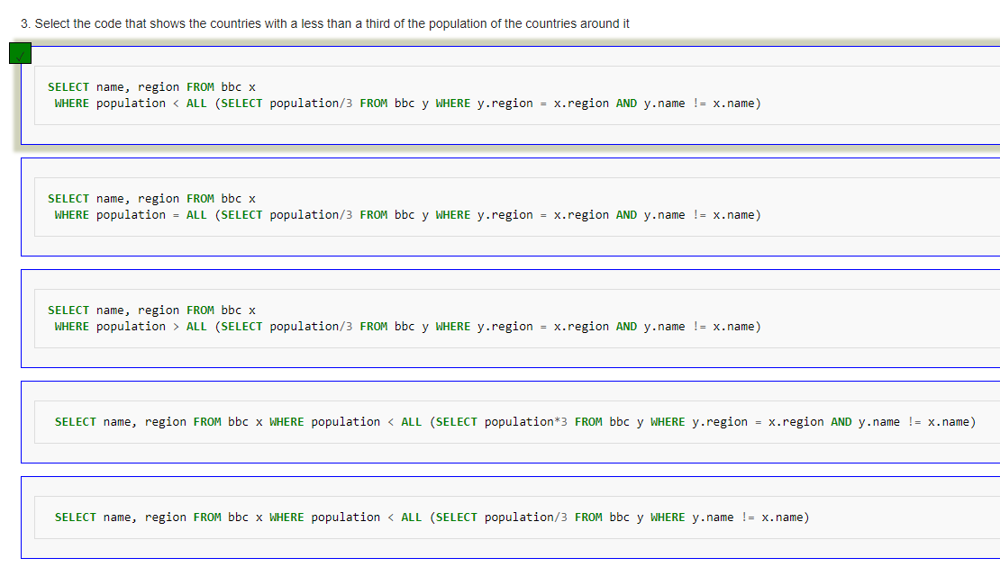 3. Select the code that shows the countries with a less than a third of the population of the countries around it
✓
SELECT name, region FROM bbc x
WHERE population < ALL (SELECT population/3 FROM bbc y WHERE y.region = x.region AND y.name != x.name)
SELECT name, region FROM bbc x
WHERE population = ALL (SELECT population/3 FROM bbc y WHERE y.region = x.region AND y.name != x.name)
SELECT name, region FROM bbc x
WHERE population > ALL (SELECT population/3 FROM bbc y WHERE y.region = x.region AND y.name != x.name)
SELECT name, region FROM bbc x WHERE population < ALL (SELECT population*3 FROM bbc y WHERE y.region = x.region AND y.name != x.name)
SELECT name, region FROM bbc x WHERE population < ALL (SELECT population/3 FROM bbc y WHERE y.name != x.name)